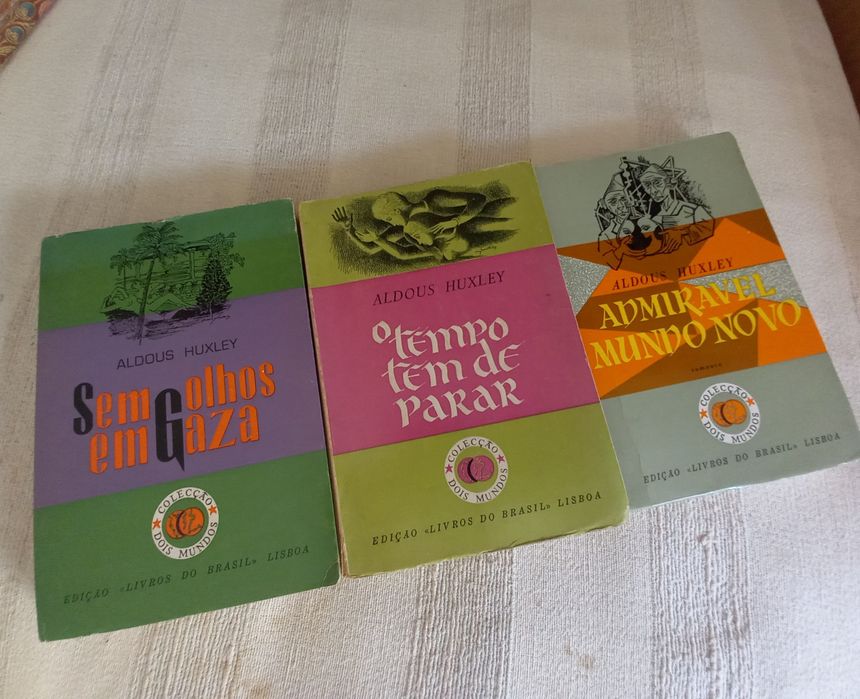 ALDOUS HUXLEY
Sem olhos
em Gaza
COLECÇÃO
DOIS MUNDOS
EDIÇÃO «LIVROS DO BRASIL» LISBOA
ALDOUS HUXLEY
O TEMPO
TEM DE
PARAR
COLECÇÃO
DOIS MUNDOS
EDIÇÃO «LIVROS DO BRASIL» LISBOA
ALDOUS HUXLEY
ADMIRAVEL
MUNDO NOVO
romance
COLECÇÃO
DOIS MUNDOS
EDIÇÃO «LIVROS DO BRASIL» LISBOA